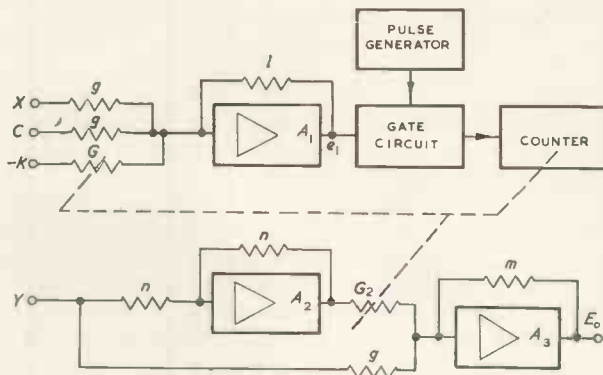 PULSE
GENERATOR
l
X
g
C
g
-K
G
A₁
e₁
GATE
CIRCUIT
COUNTER
n
n
A₂
G₂
m
Y
g
A₃
E₀